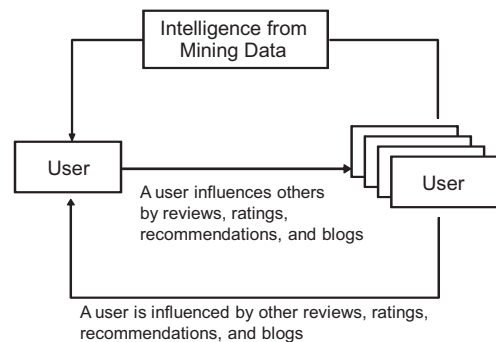 Intelligence from
Mining Data
User
User
A user influences others
by reviews, ratings,
recommendations, and blogs
A user is influenced by other reviews, ratings,
recommendations, and blogs